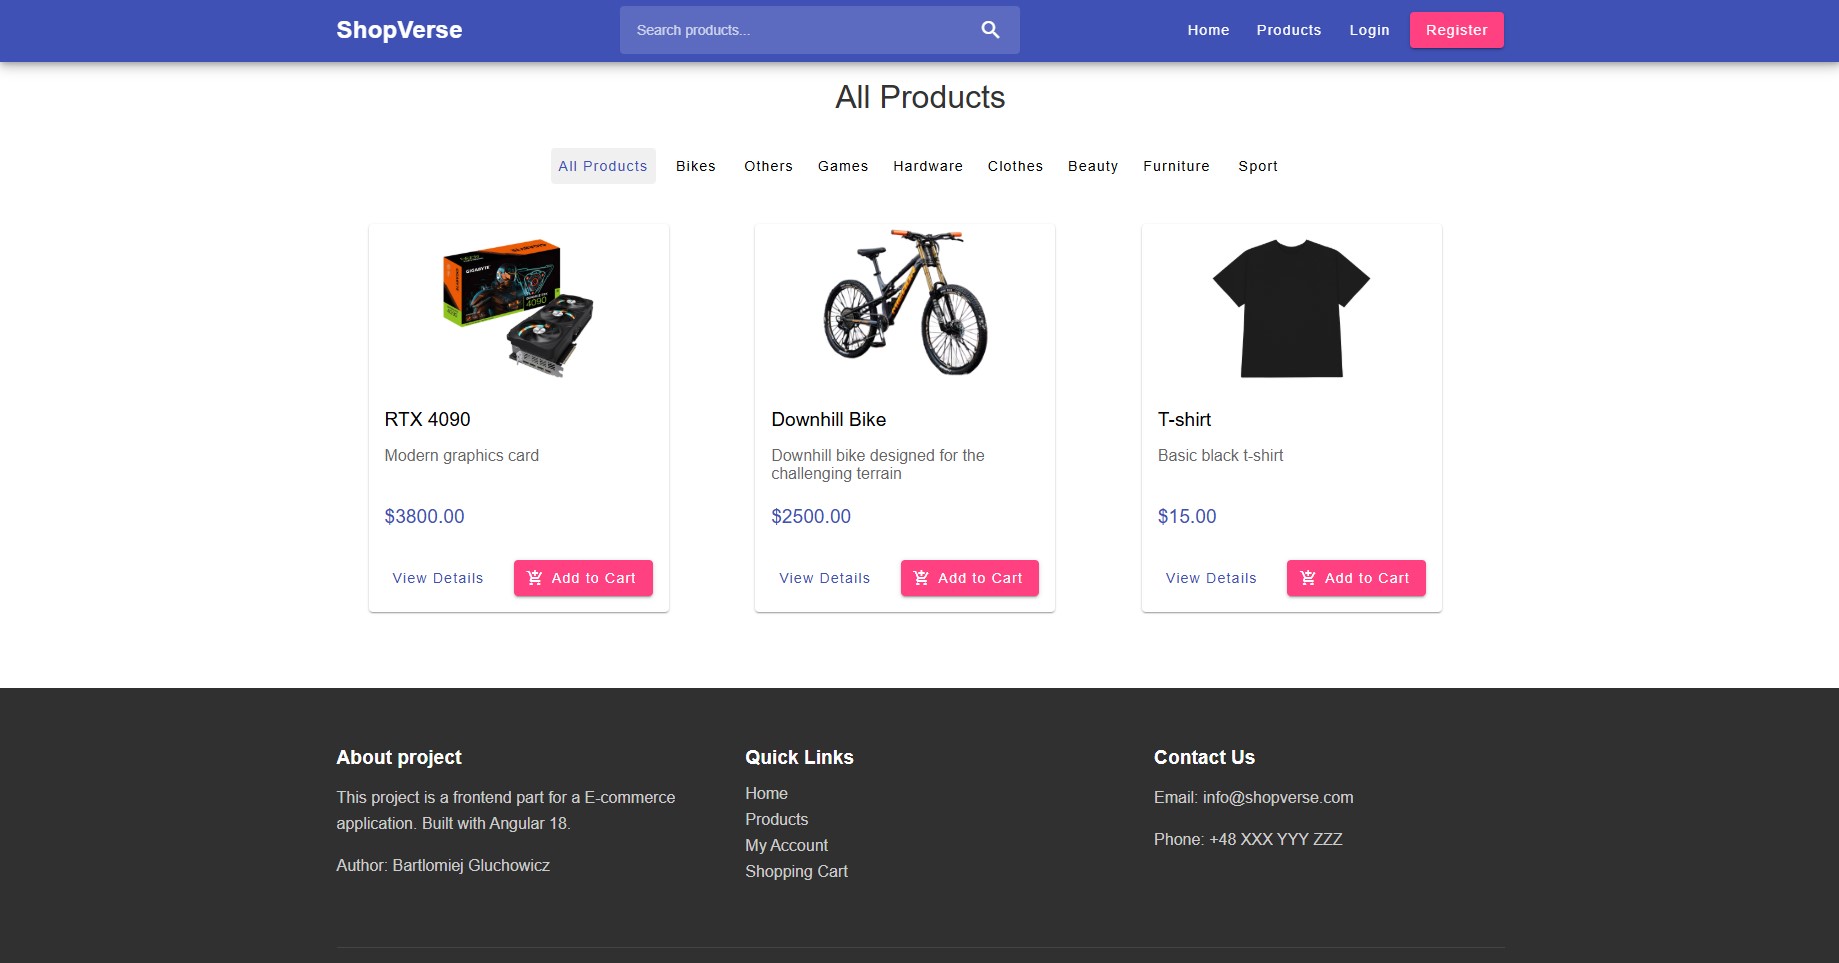 ShopVerse
Search products...
Home Products Login Register
All Products
All Products Bikes Others Games Hardware Clothes Beauty Furniture Sport
GIGABYTE
4090
RTX 4090
Modern graphics card
$3800.00
View Details Add to Cart
Downhill Bike
Downhill bike designed for the
challenging terrain
$2500.00
View Details Add to Cart
T-shirt
Basic black t-shirt
$15.00
View Details Add to Cart
About project
This project is a frontend part for a E-commerce
application. Built with Angular 18.
Author: Bartlomiej Gluchowicz
Quick Links
Home
Products
My Account
Shopping Cart
Contact Us
Email: info@shopverse.com
Phone: +48 XXX YYY ZZZ